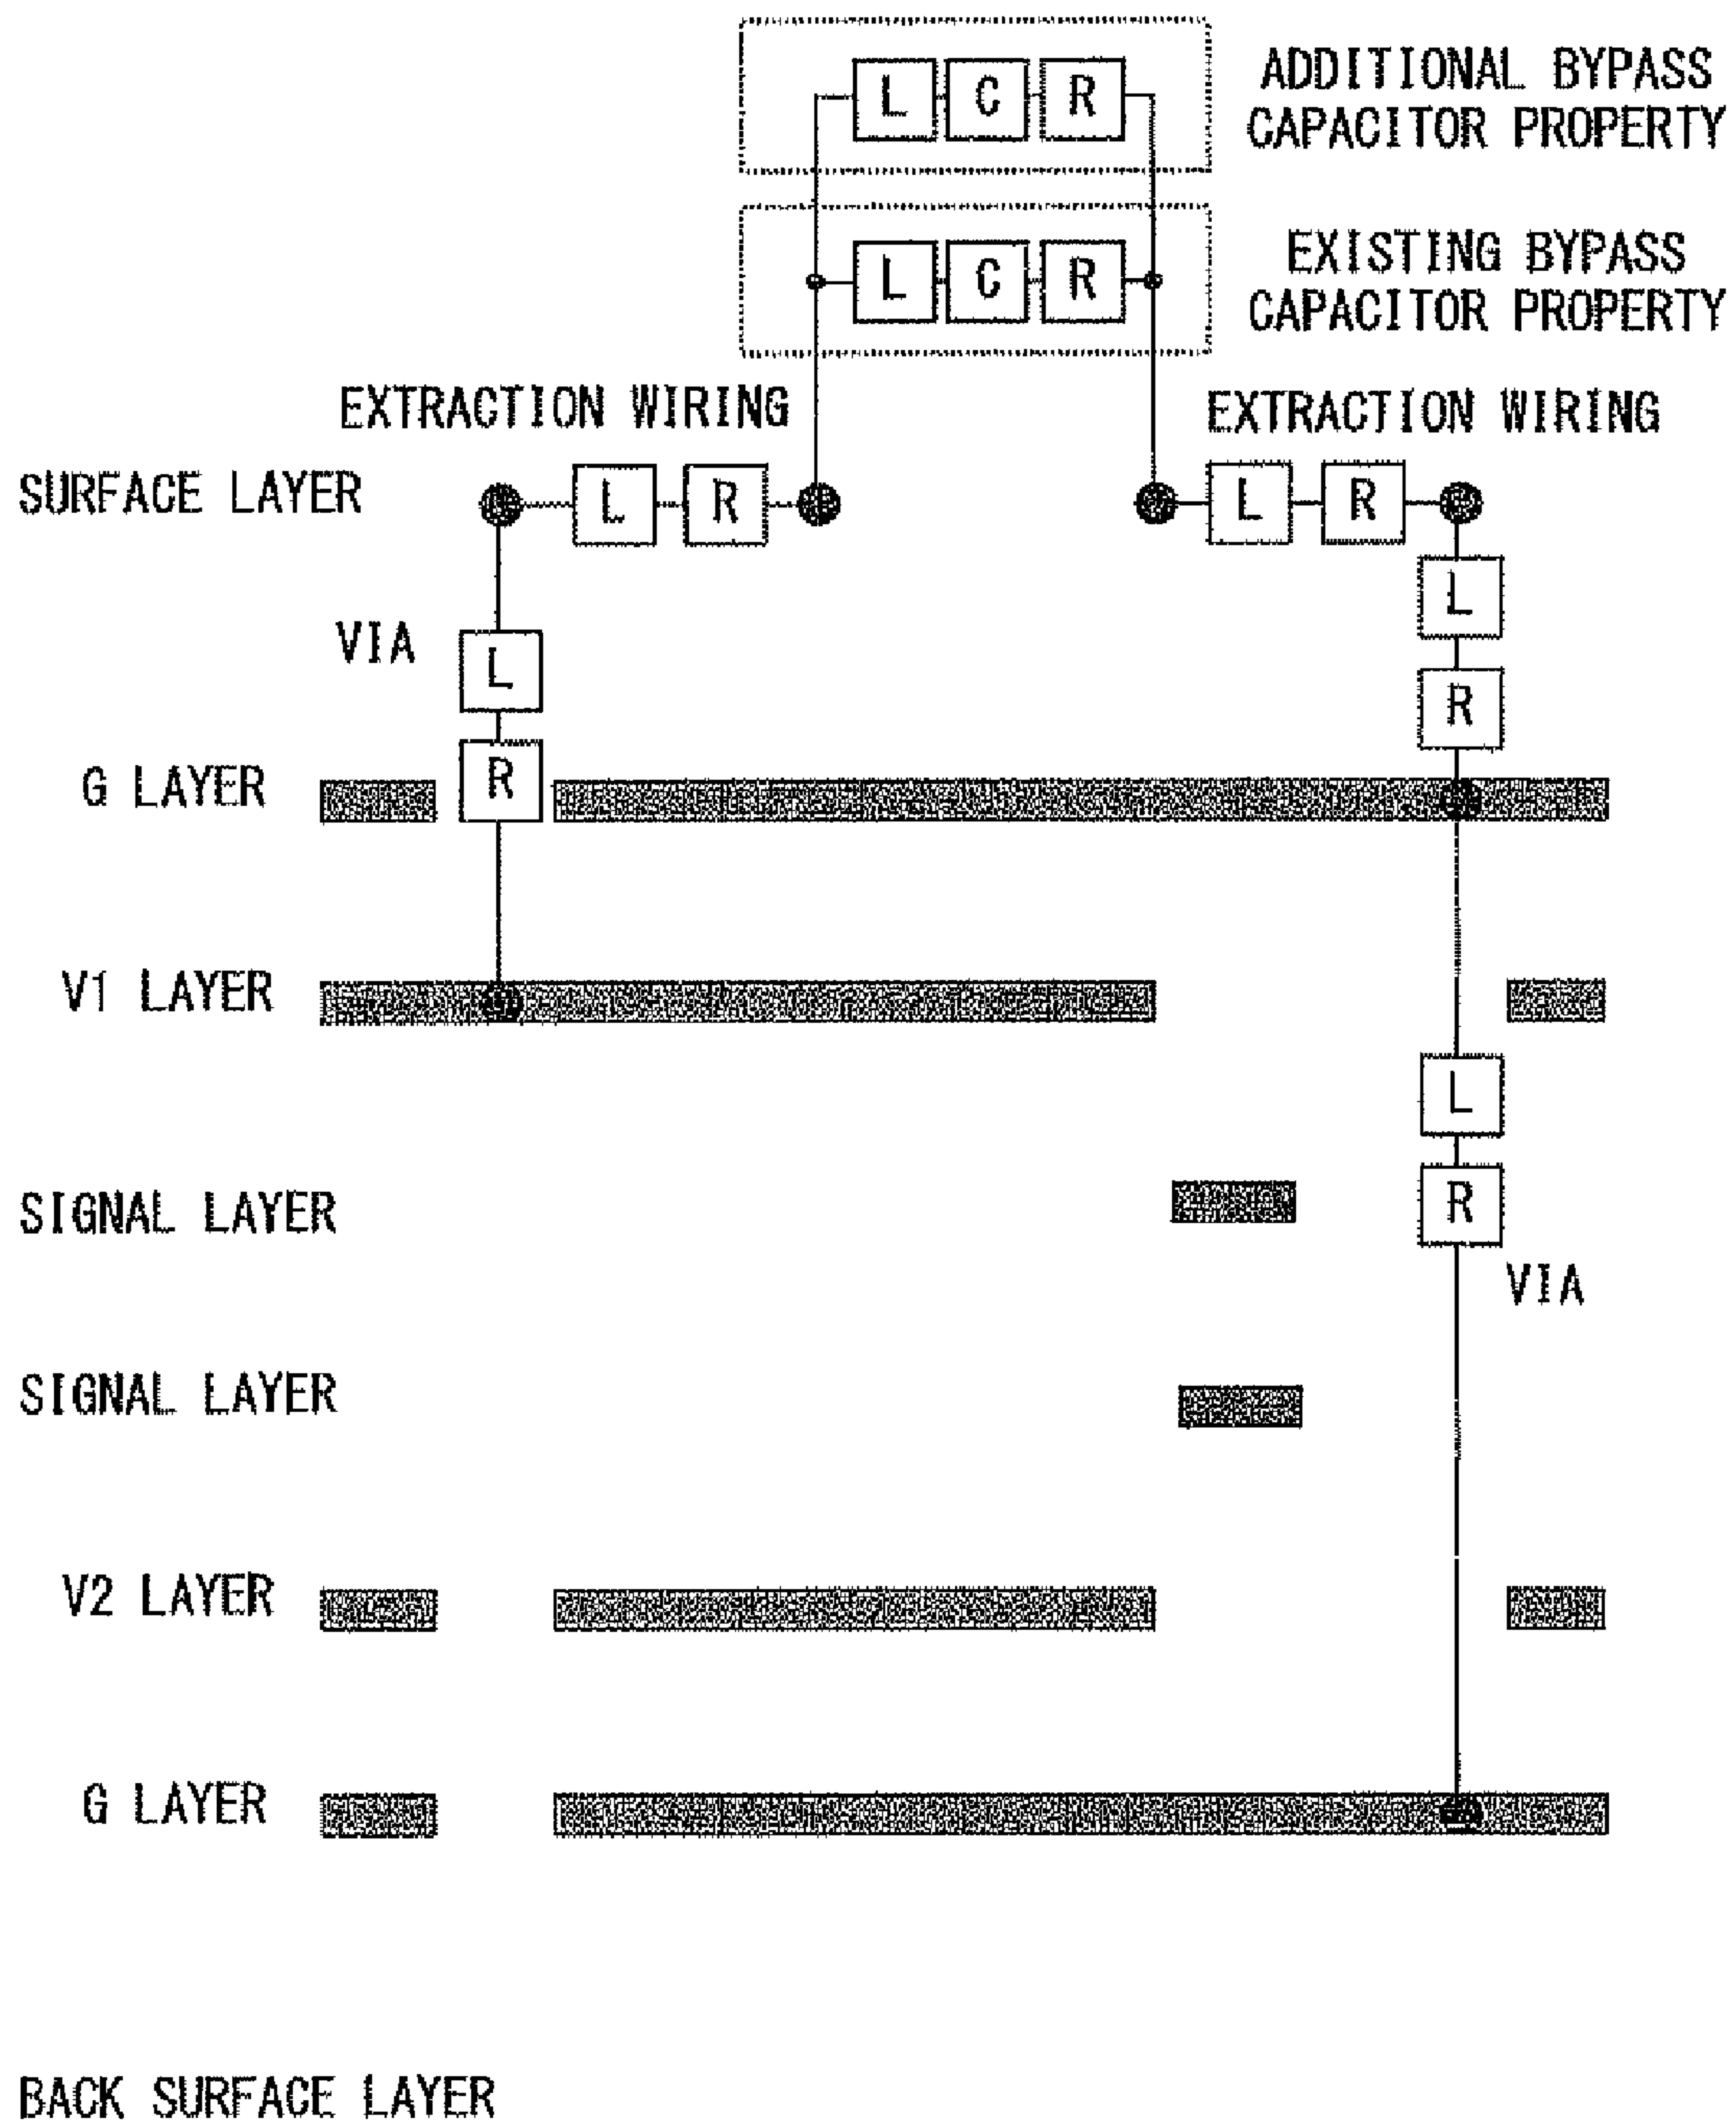 L C R
ADDITIONAL BYPASS
CAPACITOR PROPERTY
L C R
EXISTING BYPASS
CAPACITOR PROPERTY
EXTRACTION WIRING
EXTRACTION WIRING
SURFACE LAYER
L R
L R
L
R
VIA
L
R
G LAYER
V1 LAYER
L
R
SIGNAL LAYER
VIA
SIGNAL LAYER
V2 LAYER
G LAYER
BACK SURFACE LAYER